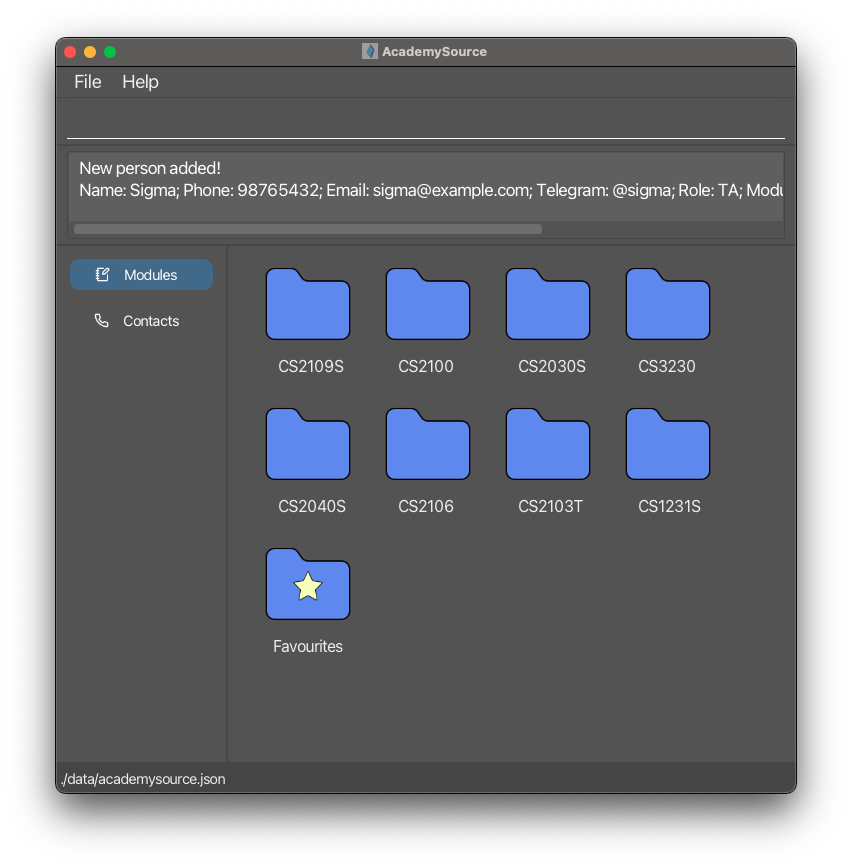 AcademySource
File Help
New person added!
Name: Sigma; Phone: 98765432; Email: sigma@example.com; Telegram: @sigma; Role: TA; Modu
Modules
Contacts
CS2109S CS2100 CS2030S CS3230
CS2040S CS2106 CS2103T CS1231S
Favourites
./data/academysource.json